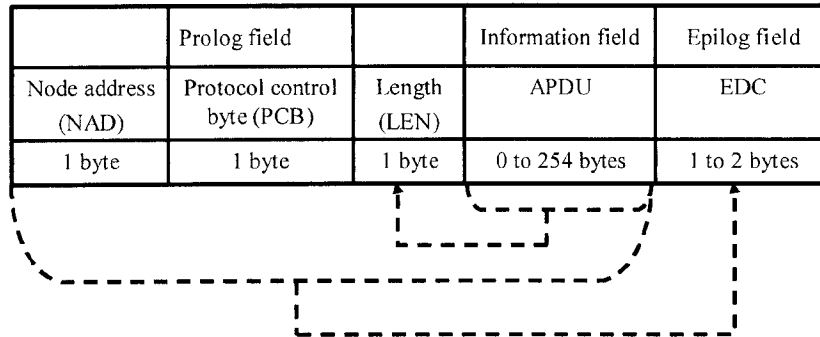 Prolog field Information field Epilog field
Node address Protocol control Length APDU EDC
(NAD) byte (PCB) (LEN)
1 byte 1 byte 1 byte 0 to 254 bytes 1 to 2 bytes